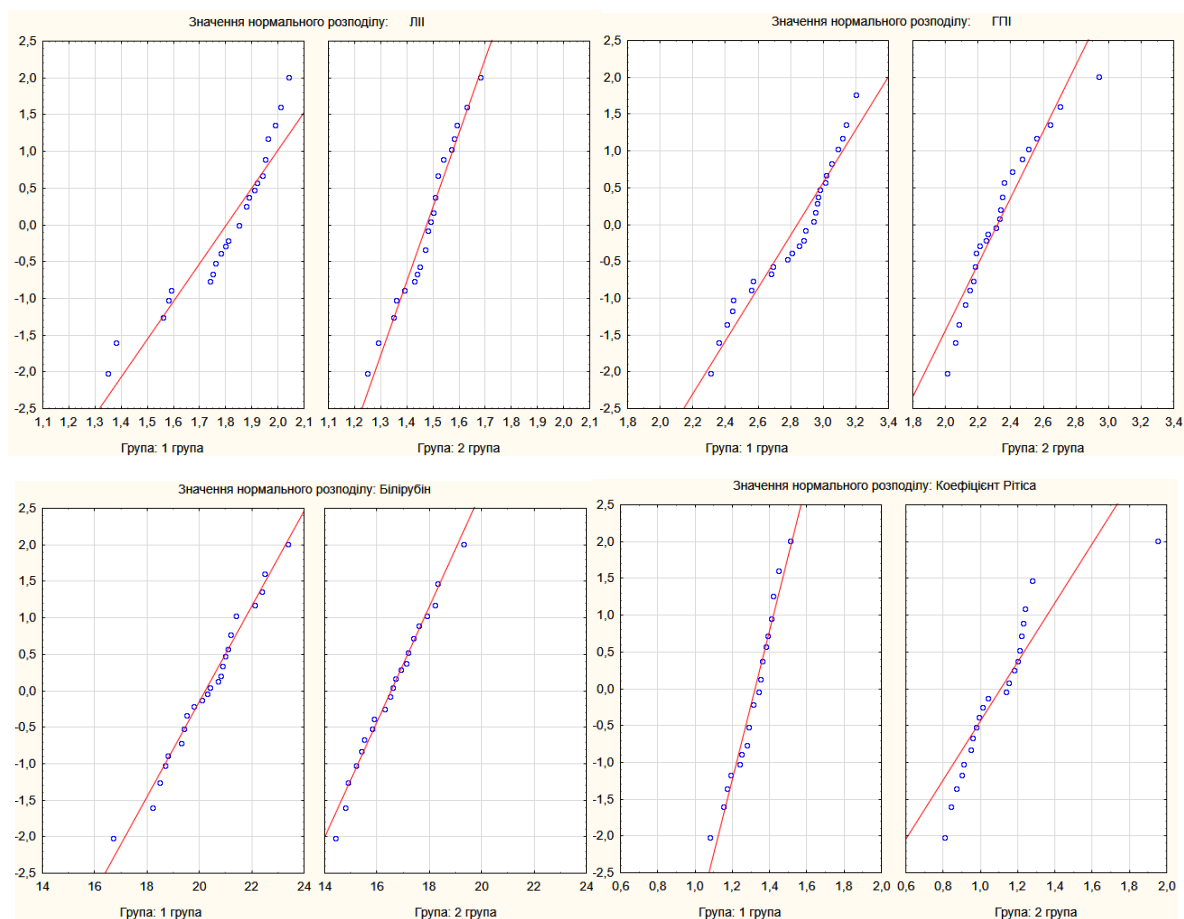 Значення нормального розподілу: ЛІІ
2,5
2,0
1,5
1,0
0,5
0,0
-0,5
-1,0
-1,5
-2,0
-2,5
1,1 1,2 1,3 1,4 1,5 1,6 1,7 1,8 1,9 2,0 2,1
Група: 1 група
1,1 1,2 1,3 1,4 1,5 1,6 1,7 1,8 1,9 2,0 2,1
Група: 2 група
Значення нормального розподілу: ГПІ
2,5
2,0
1,5
1,0
0,5
0,0
-0,5
-1,0
-1,5
-2,0
-2,5
1,8 2,0 2,2 2,4 2,6 2,8 3,0 3,2 3,4
Група: 1 група
1,8 2,0 2,2 2,4 2,6 2,8 3,0 3,2 3,4
Група: 2 група
Значення нормального розподілу: Білірубін
2,5
2,0
1,5
1,0
0,5
0,0
-0,5
-1,0
-1,5
-2,0
-2,5
14 16 18 20 22 24
Група: 1 група
14 16 18 20 22 24
Група: 2 група
Значення нормального розподілу: Коефіцієнт Рітіса
2,5
2,0
1,5
1,0
0,5
0,0
-0,5
-1,0
-1,5
-2,0
-2,5
0,6 0,8 1,0 1,2 1,4 1,6 1,8 2,0
Група: 1 група
0,6 0,8 1,0 1,2 1,4 1,6 1,8 2,0
Група: 2 група